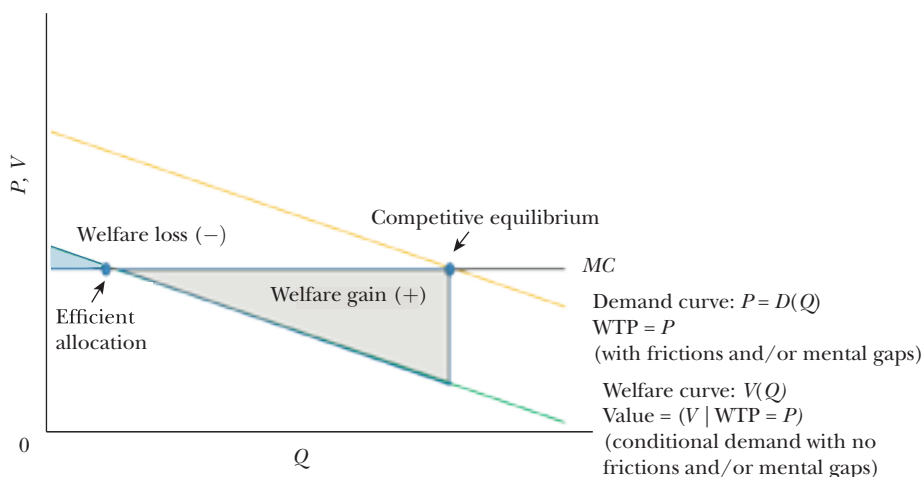 P, V
Welfare loss (−)
Competitive equilibrium
MC
Welfare gain (+)
Efficient
allocation
Demand curve: P = D(Q)
WTP = P
(with frictions and/or mental gaps)
Welfare curve: V(Q)
Value = (V | WTP = P)
(conditional demand with no
frictions and/or mental gaps)
0
Q